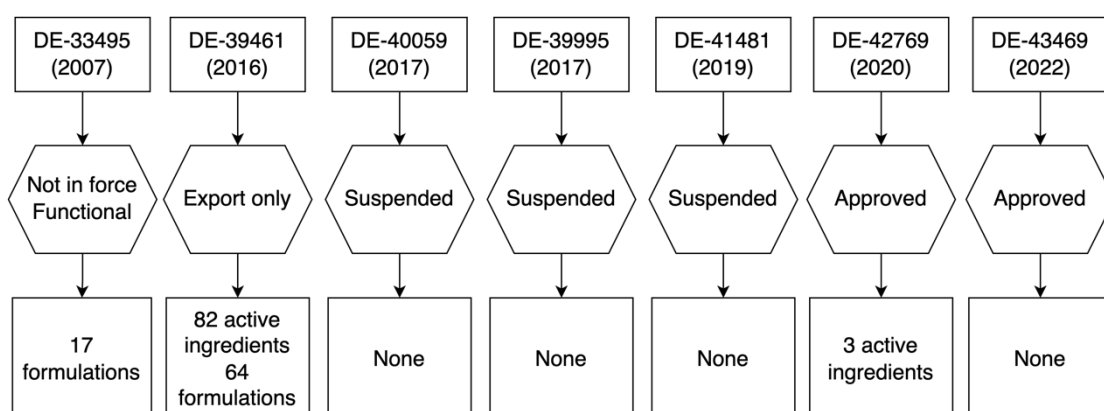 DE-33495
(2007)
DE-39461
(2016)
DE-40059
(2017)
DE-39995
(2017)
DE-41481
(2019)
DE-42769
(2020)
DE-43469
(2022)
Not in force
Functional
Export only
Suspended
Suspended
Suspended
Approved
Approved
17
formulations
82 active
ingredients
64
formulations
None
None
None
3 active
ingredients
None